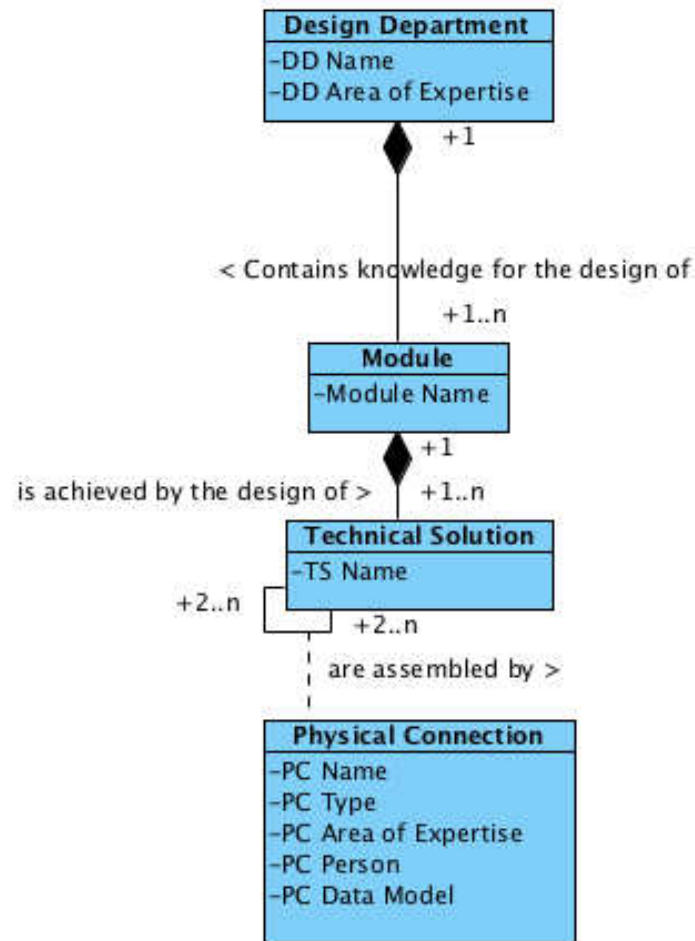 Design Department
-DD Name
-DD Area of Expertise
+1
< Contains knowledge for the design of
+1..n
Module
-Module Name
+1
is achieved by the design of >
+1..n
Technical Solution
-TS Name
+2..n
+2..n
are assembled by >
Physical Connection
-PC Name
-PC Type
-PC Area of Expertise
-PC Person
-PC Data Model